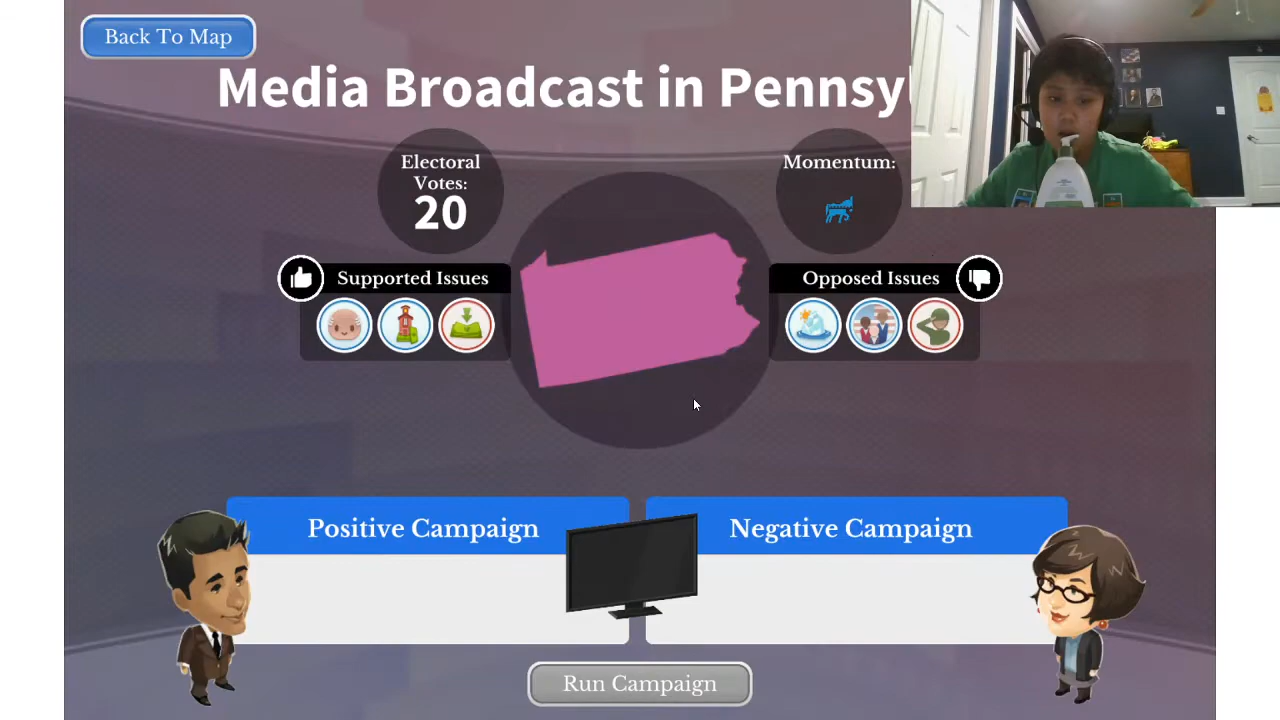 Back To Map
Media Broadcast in Pennsyl
Electoral
Votes:
20
Momentum:
Supported Issues
Opposed Issues
Positive Campaign
Negative Campaign
Run Campaign